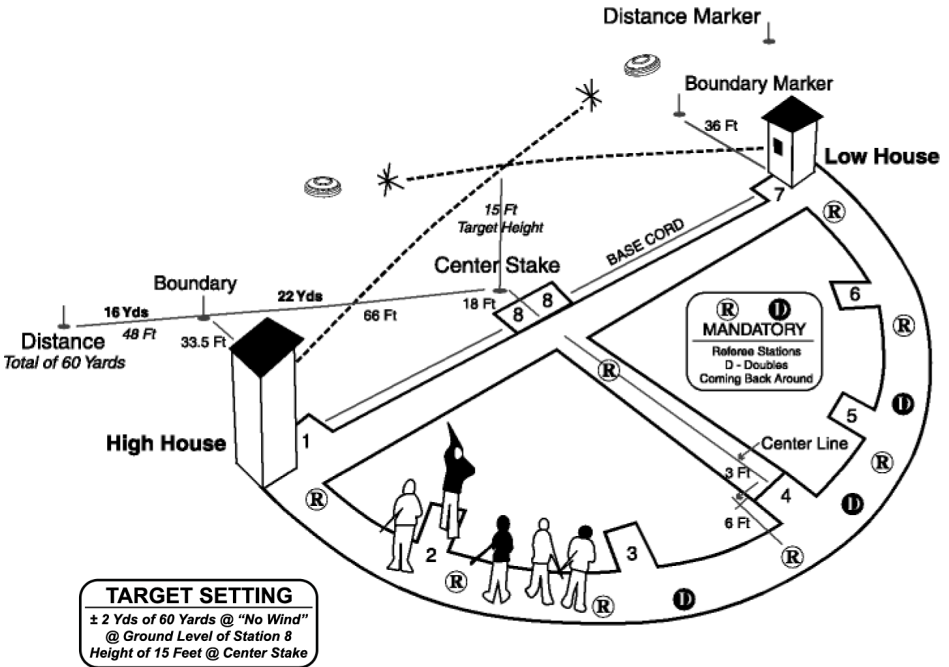 Distance Marker
Boundary Marker
36 Ft
Low House
7
R
15 Ft
Target Height
BASE CORD
Center Stake
Boundary
22 Yds
18 Ft
8
8
6
16 Yds
66 Ft
48 Ft
33.5 Ft
Distance
Total of 60 Yards
R D
MANDATORY
Referee Stations
D - Doubles
Coming Back Around
R
R
D
5
High House
1
Center Line
R
3 Ft
4
D
R
6 Ft
2
3
R
R
R
D
TARGET SETTING
± 2 Yds of 60 Yards @ “No Wind”
@ Ground Level of Station 8
Height of 15 Feet @ Center Stake